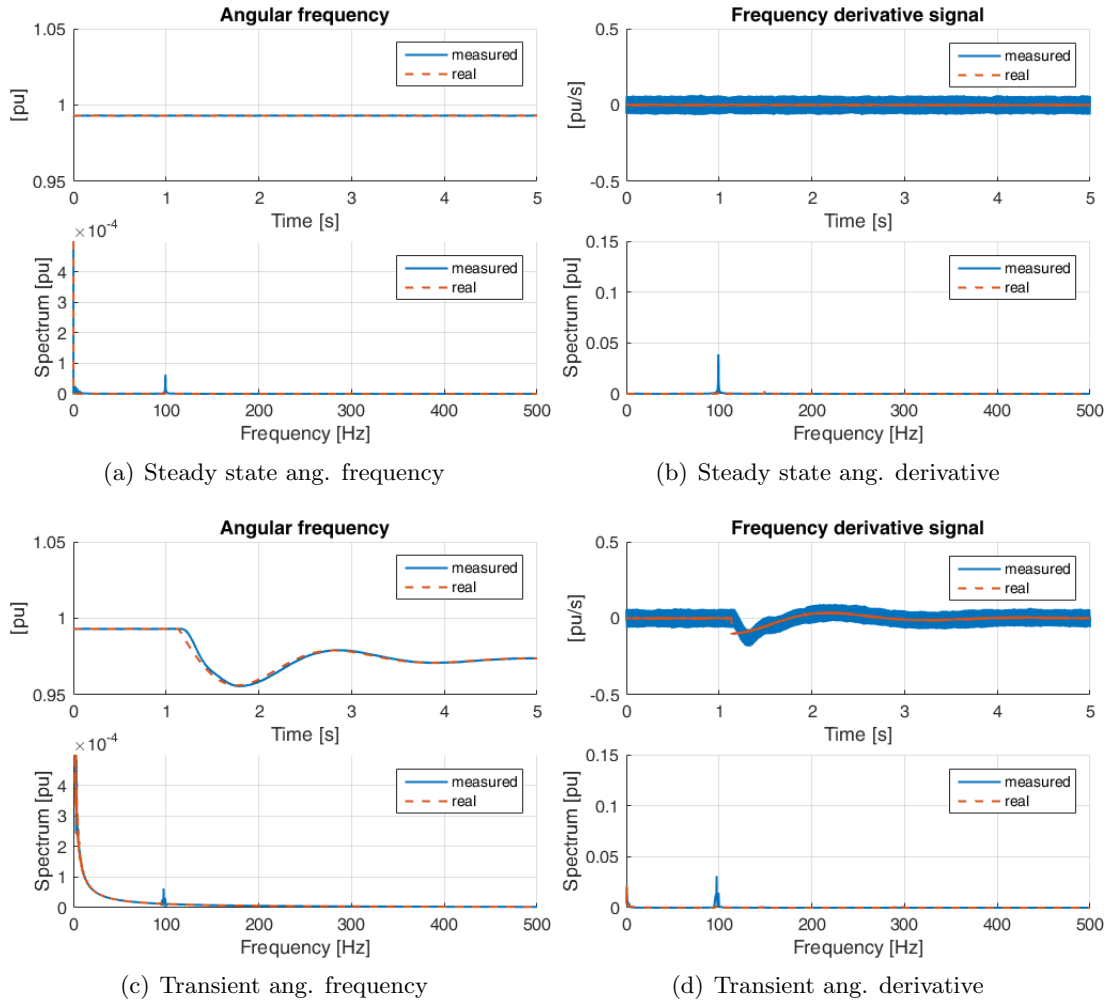 Angular frequency
1.05
1
0.95
[pu]
measured
real
0 1 2 3 4 5
Time [s]
×10⁻⁴
4
3
2
1
0
Spectrum [pu]
measured
real
0 100 200 300 400 500
Frequency [Hz]
(a) Steady state ang. frequency
Frequency derivative signal
0.5
0
-0.5
[pu/s]
measured
real
0 1 2 3 4 5
Time [s]
0.15
0.1
0.05
0
Spectrum [pu]
measured
real
0 100 200 300 400 500
Frequency [Hz]
(b) Steady state ang. derivative
Angular frequency
1.05
1
0.95
[pu]
measured
real
0 1 2 3 4 5
Time [s]
×10⁻⁴
4
3
2
1
0
Spectrum [pu]
measured
real
0 100 200 300 400 500
Frequency [Hz]
(c) Transient ang. frequency
Frequency derivative signal
0.5
0
-0.5
[pu/s]
measured
real
0 1 2 3 4 5
Time [s]
0.15
0.1
0.05
0
Spectrum [pu]
measured
real
0 100 200 300 400 500
Frequency [Hz]
(d) Transient ang. derivative